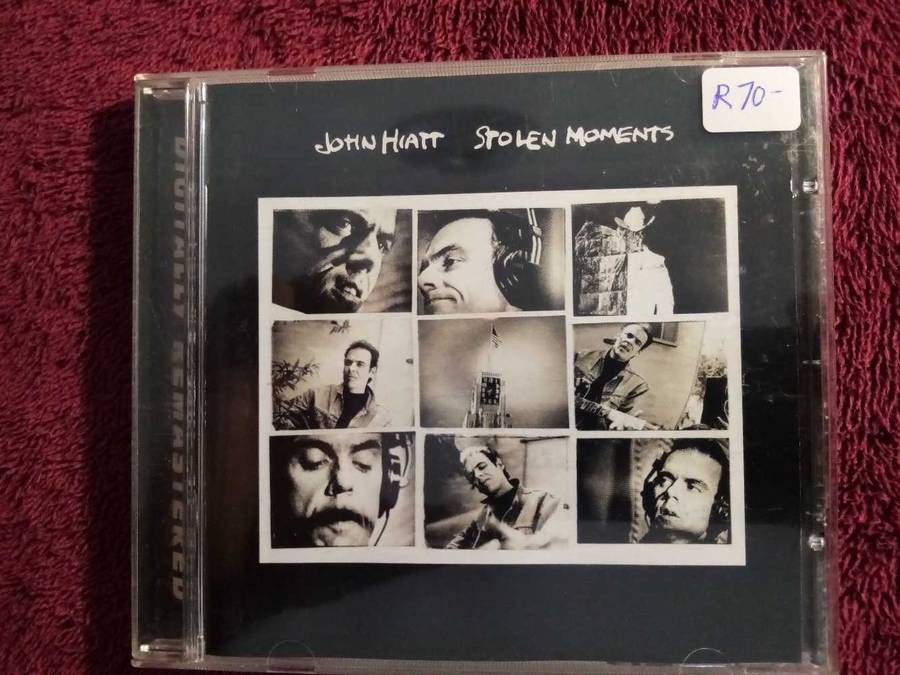 R70-
JOHN HIATT STOLEN MOMENTS
DIGITALLY REMASTERED